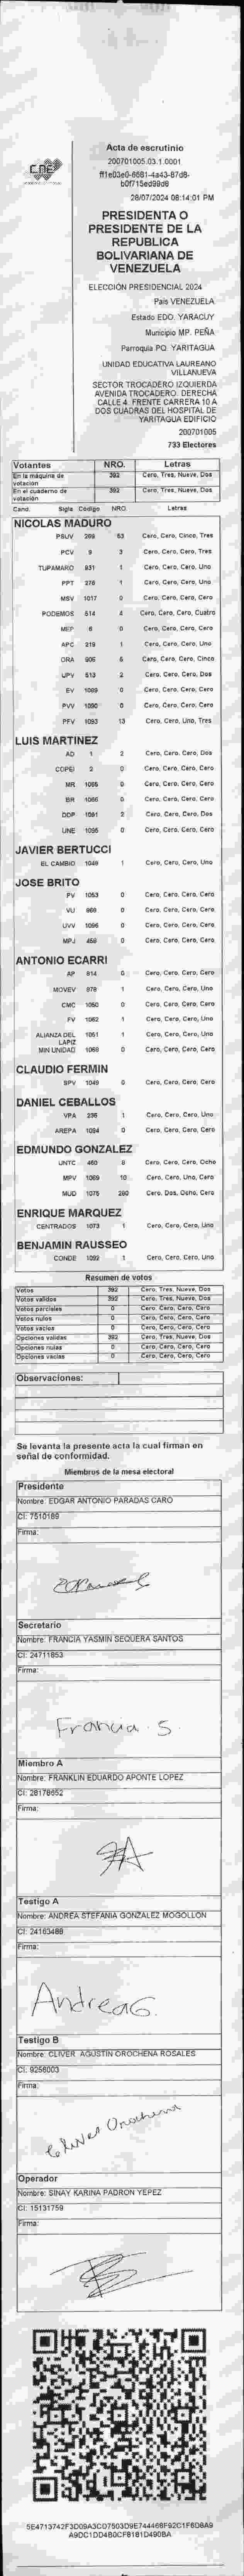 CNE
Acta de escrutinio
200701005.03.1.0001
ff1e03e0-6681-4a43-87d8-
b0f715ed99d8
28/07/2024 08:14:01 PM
PRESIDENTA O
PRESIDENTE DE LA
REPUBLICA
BOLIVARIANA DE
VENEZUELA
ELECCIÓN PRESIDENCIAL 2024
País VENEZUELA
Estado EDO. YARACUY
Municipio MP. PEÑA
Parroquia PQ. YARITAGUA
UNIDAD EDUCATIVA LAUREANO
VILLANUEVA
SECTOR TROCADERO IZQUIERDA
AVENIDA TROCADERO. DERECHA
CALLE 4. FRENTE CARRERA 10 A
DOS CUADRAS DEL HOSPITAL DE
YARITAGUA EDIFICIO
200701005
733 Electores
Votantes NRO. Letras
En la máquina de votación 392 Cero, Tres, Nueve, Dos
En el cuaderno de votación 392 Cero, Tres, Nueve, Dos
Cand. Sigla Código NRO. Letras
NICOLAS MADURO
PSUV 53 Cero, Cero, Cinco, Tres
PCV 9 3 Cero, Cero, Cero, Tres
TUPAMARO 931 1 Cero, Cero, Cero, Uno
PPT 276 1 Cero, Cero, Cero, Uno
MSV 1017 0 Cero, Cero, Cero, Cero
PODEMOS 514 4 Cero, Cero, Cero, Cuatro
MEP 6 0 Cero, Cero, Cero, Cero
APC 219 1 Cero, Cero, Cero, Uno
ORA 906 5 Cero, Cero, Cero, Cinco
UPV 513 2 Cero, Cero, Cero, Dos
EV 1089 0 Cero, Cero, Cero, Cero
PVV 1090 0 Cero, Cero, Cero, Cero
PFV 1093 13 Cero, Cero, Uno, Tres
LUIS MARTINEZ
AD 1 2 Cero, Cero, Cero, Dos
COPEI 2 0 Cero, Cero, Cero, Cero
MR 1065 0 Cero, Cero, Cero, Cero
BR 1066 0 Cero, Cero, Cero, Cero
DDP 1091 2 Cero, Cero, Cero, Dos
UNE 1095 0 Cero, Cero, Cero, Cero
JAVIER BERTUCCI
EL CAMBIO 1048 1 Cero, Cero, Cero, Uno
JOSE BRITO
PV 1053 0 Cero, Cero, Cero, Cero
VU 968 0 Cero, Cero, Cero, Cero
UVV 1096 0 Cero, Cero, Cero, Cero
MPJ 459 0 Cero, Cero, Cero, Cero
ANTONIO ECARRI
AP 914 0 Cero, Cero, Cero, Cero
MOVEV 978 1 Cero, Cero, Cero, Uno
CMC 1050 0 Cero, Cero, Cero, Cero
FV 1062 1 Cero, Cero, Cero, Uno
ALIANZA DEL LAPIZ 1051 1 Cero, Cero, Cero, Uno
MIN UNIDAD 1069 0 Cero, Cero, Cero, Cero
CLAUDIO FERMIN
SPV 1049 0 Cero, Cero, Cero, Cero
DANIEL CEBALLOS
VPA 236 1 Cero, Cero, Cero, Uno
AREPA 1094 0 Cero, Cero, Cero, Cero
EDMUNDO GONZALEZ
UNTC 8 Cero, Cero, Cero, Ocho
MPV 1069 10 Cero, Cero, Uno, Cero
MUD 1075 280 Cero, Dos, Ocho, Cero
ENRIQUE MARQUEZ
CENTRADOS 1073 1 Cero, Cero, Cero, Uno
BENJAMIN RAUSSEO
CONDE 1092 1 Cero, Cero, Cero, Uno
Resumen de votos
Votos 392 Cero, Tres, Nueve, Dos
Votos validos 392 Cero, Tres, Nueve, Dos
Votos parciales 0 Cero, Cero, Cero, Cero
Votos nulos 0 Cero, Cero, Cero, Cero
Votos vacios 0 Cero, Cero, Cero, Cero
Opciones validas 392 Cero, Tres, Nueve, Dos
Opciones nulas 0 Cero, Cero, Cero, Cero
Opciones vacias 0 Cero, Cero, Cero, Cero
Observaciones:
Se levanta la presente acta la cual firman en
señal de conformidad.
Miembros de la mesa electoral
Presidente
Nombre: EDGAR ANTONIO PARADAS CARO
CI: 7510189
Firma:
Secretario
Nombre: FRANCIA YASMIN SEQUERA SANTOS
CI: 24711853
Firma:
Francia S
Miembro A
Nombre: FRANKLIN EDUARDO APONTE LOPEZ
CI: 28178652
Firma:
Testigo A
Nombre: ANDREA STEFANIA GONZALEZ MOGOLLON
CI: 24163488
Firma:
Andrea G.
Testigo B
Nombre: CLIVER AGUSTIN OROCHENA ROSALES
CI: 9256003
Firma:
Cliver Orochena
Operador
Nombre: SINAY KARINA PADRON YEPEZ
CI: 15131759
Firma:
5E4713742F3D09A3C07503D9E744468F92C1F6D8A9
A9DC1DD4B0CF8181D490BA